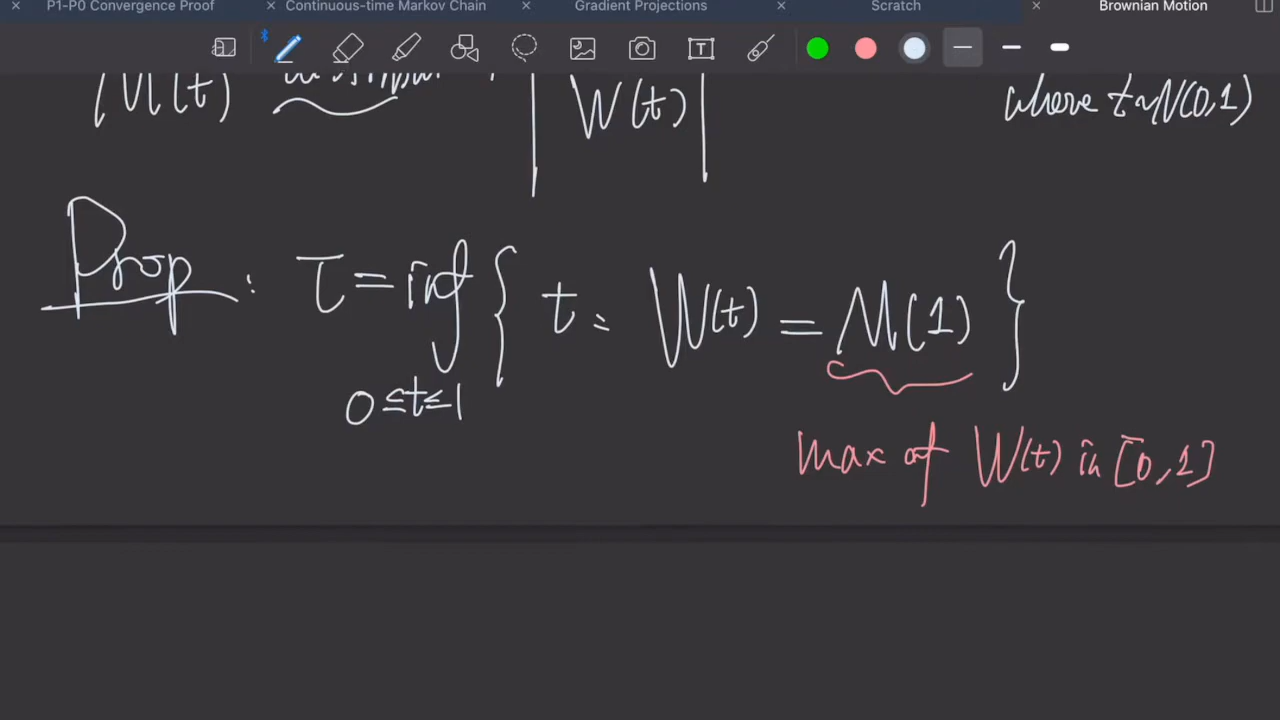 P1-P0 Convergence Proof Continuous-time Markov Chain Gradient Projections Scratch Brownian Motion
M(t) |W(t)| where t~N(0,1)
Prop: τ = inf { t: W(t) = M(1) }
0≤t≤1
max of W(t) in [0,1]